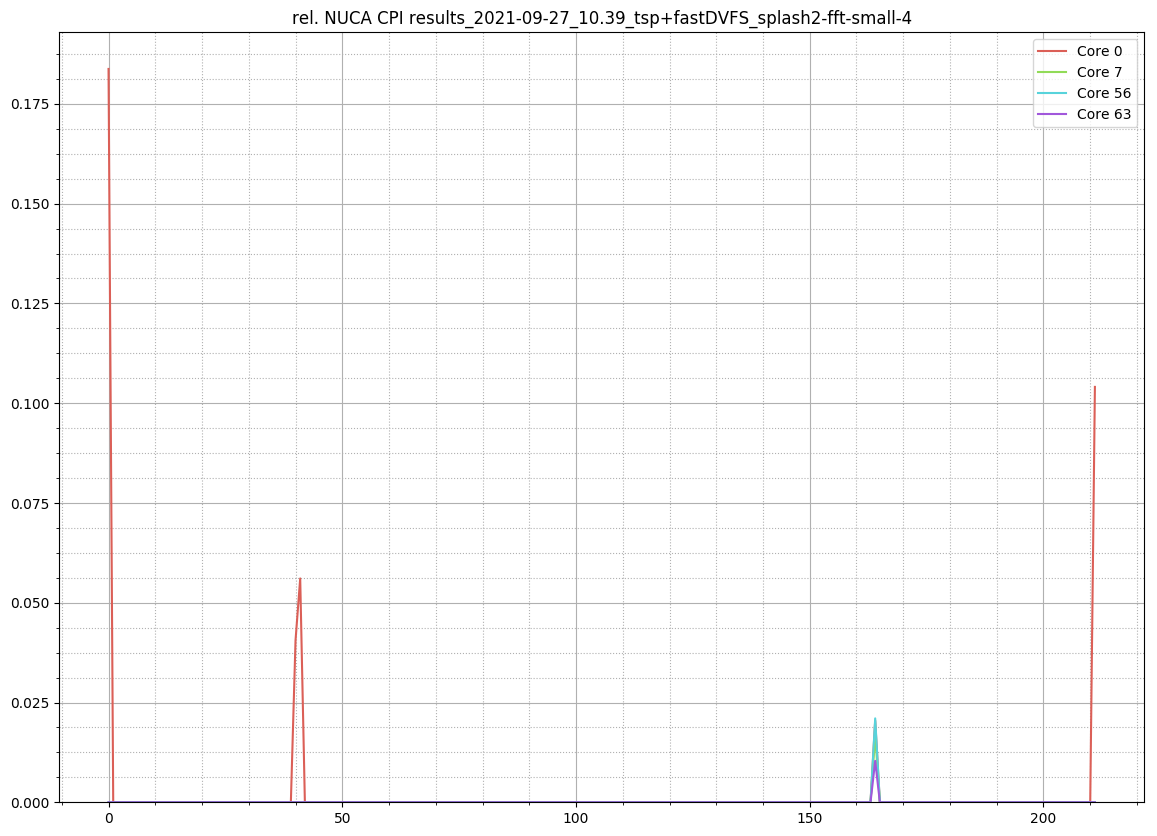 rel. NUCA CPI results_2021-09-27_10.39_tsp+fastDVFS_splash2-fft-small-4
Core 0
Core 7
Core 56
Core 63
0.175
0.150
0.125
0.100
0.075
0.050
0.025
0.000
0 50 100 150 200